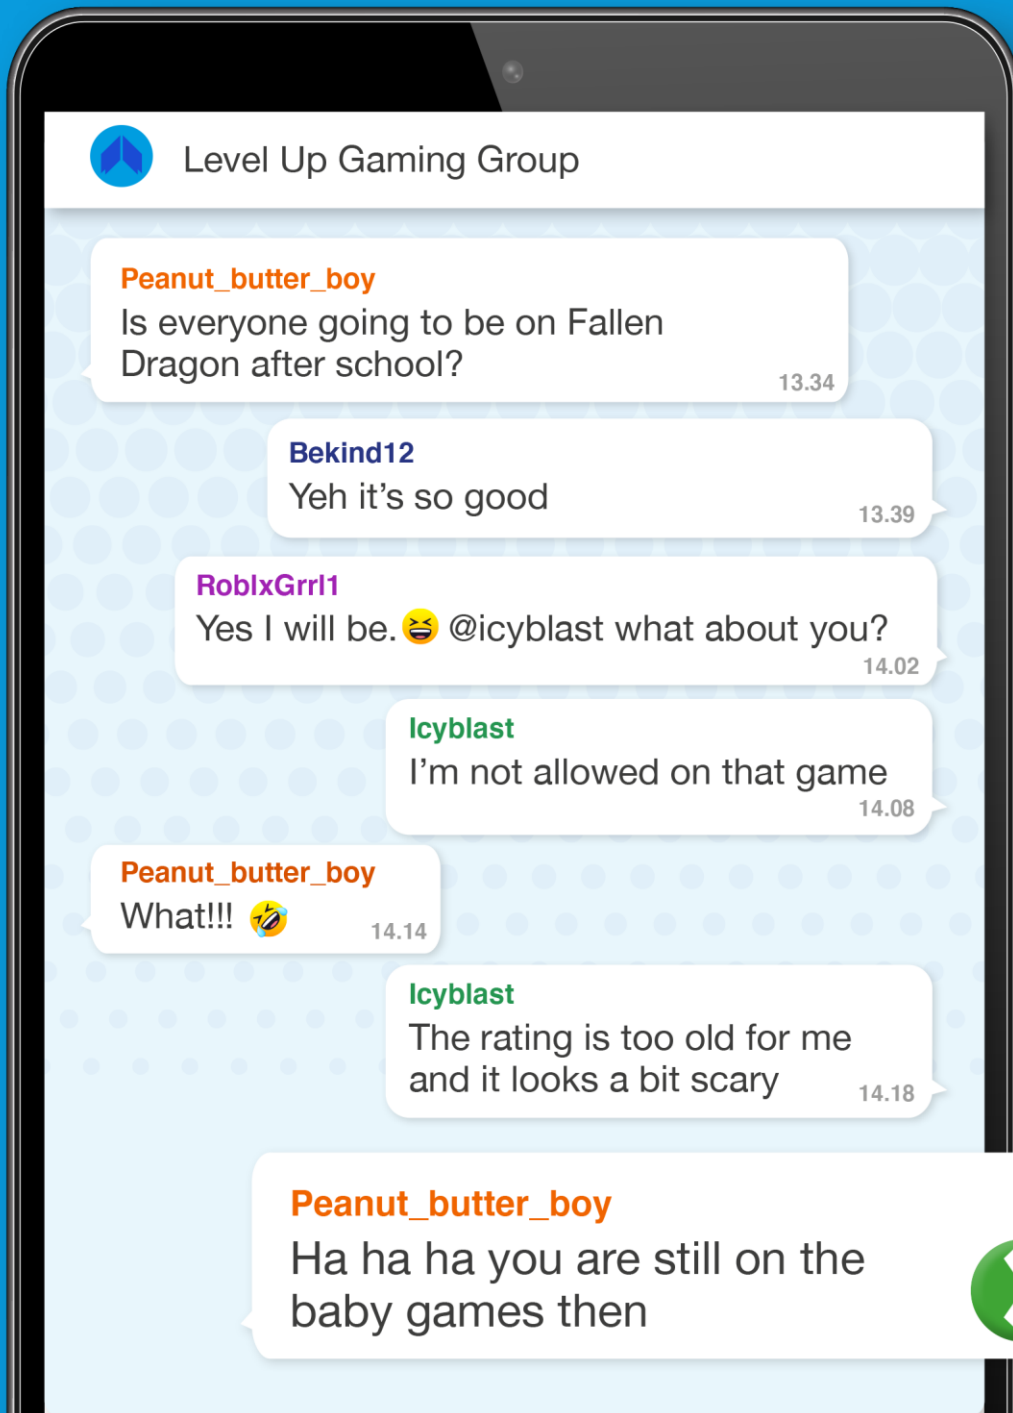 Level Up Gaming Group
Peanut_butter_boy
Is everyone going to be on Fallen
Dragon after school?
13.34
Bekind12
Yeh it’s so good
13.39
RoblxGrrl1
Yes I will be.😆 @icyblast what about you?
14.02
Icyblast
I’m not allowed on that game
14.08
Peanut_butter_boy
What!!! 🤣
14.14
Icyblast
The rating is too old for me
and it looks a bit scary
14.18
Peanut_butter_boy
Ha ha ha you are still on the
baby games then